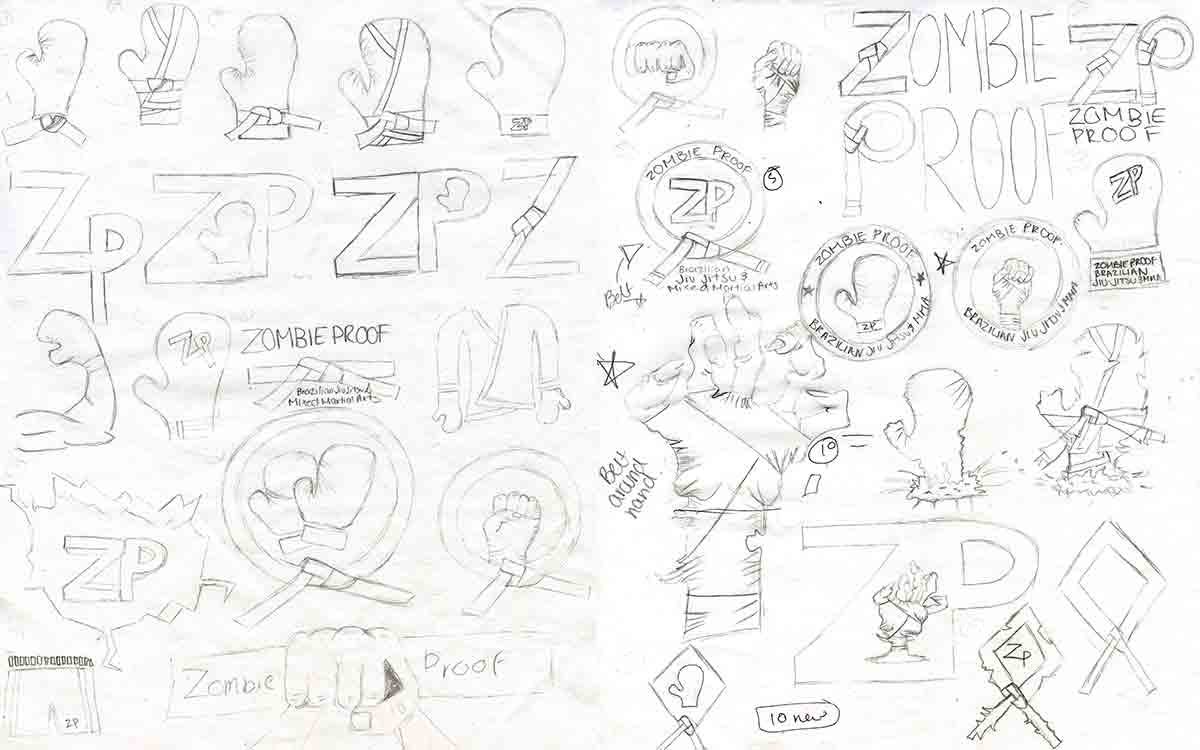 ZP
ZP
ZP
ZP
Z
ZP
ZOMBIE PROOF
Brazilian Jiu Jitsu &
Mixed Martial Arts
ZP
ZP
Zombie Proof
ZOMBIE
PROOF
ZP
ZOMBIE
PROOF
ZOMBIE PROOF
ZP
5
Brazilian
Jiu Jitsu &
Mixed Martial Arts
Belt
ZOMBIE PROOF
ZP
BRAZILIAN JIU JITSU & MMA
ZOMBIE PROOF
BRAZILIAN JIU JITSU MMA
ZP
ZOMBIE PROOF
BRAZILIAN
JIU JITSU & MMA
Belt
around
hand
10
ZP
ZP
10 new